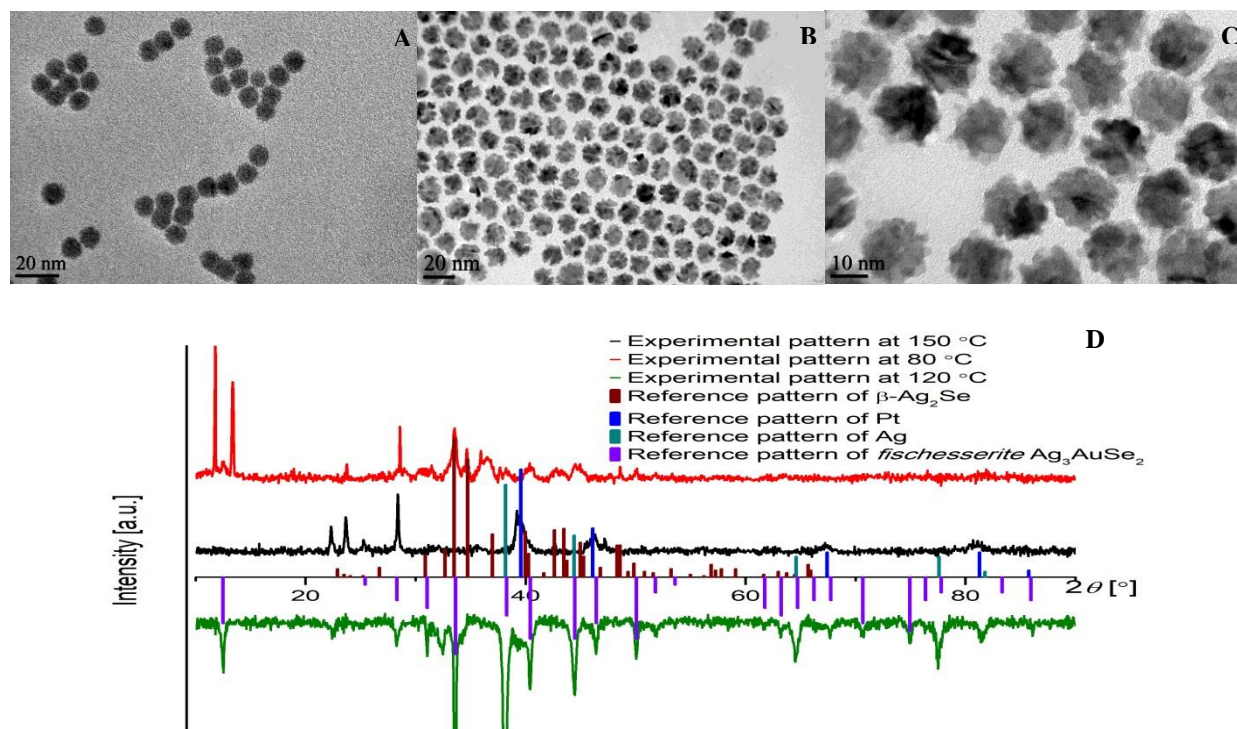 A
20 nm
B
20 nm
C
10 nm
D
Experimental pattern at 150 °C
Experimental pattern at 80 °C
Experimental pattern at 120 °C
Reference pattern of β-Ag₂Se
Reference pattern of Pt
Reference pattern of Ag
Reference pattern of fischesserite Ag₃AuSe₂
Intensity [a.u.]
20
40
60
80
2θ [°]